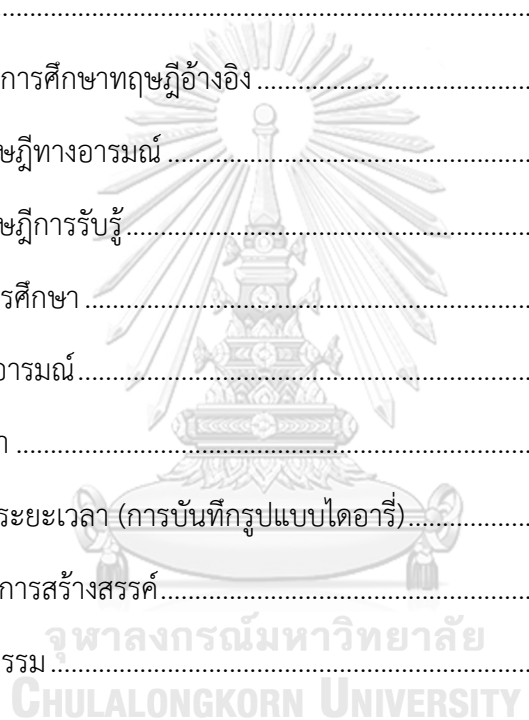 ................................................................
การศึกษาทฤษฎีอ้างอิง................................
ษฎีทางอารมณ์................................................
ษฎีการรับรู้................................................
รศึกษา................................................
อารมณ์................................................
า................................................................
ระยะเวลา (การบันทึกรูปแบบไดอารี่)................
การสร้างสรรค์................................................
จุฬาลงกรณ์มหาวิทยาลัย
รรม................................................................
CHULALONGKORN UNIVERSITY